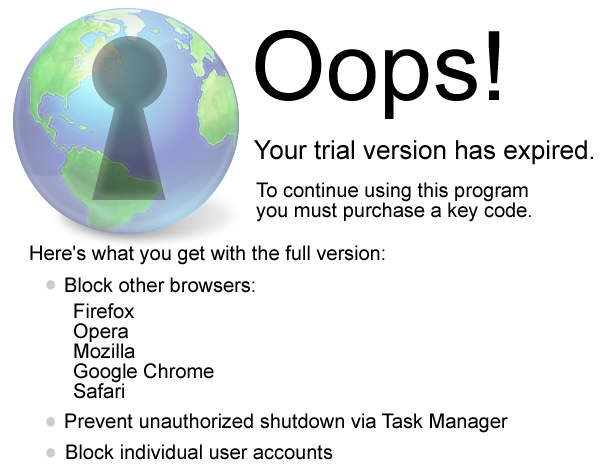 Oops!
Your trial version has expired.
To continue using this program
you must purchase a key code.
Here's what you get with the full version:
Block other browsers:
Firefox
Opera
Mozilla
Google Chrome
Safari
Prevent unauthorized shutdown via Task Manager
Block individual user accounts